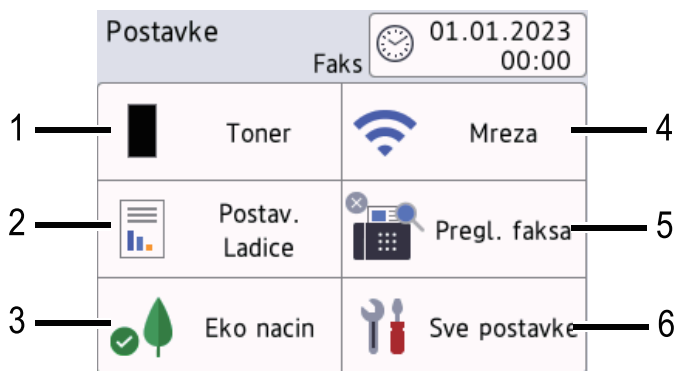 Postavke
Faks
01.01.2023
00:00
1
Toner
Mreza
4
2
Postav.
Ladice
Pregl. faksa
5
3
Eko nacin
Sve postavke
6